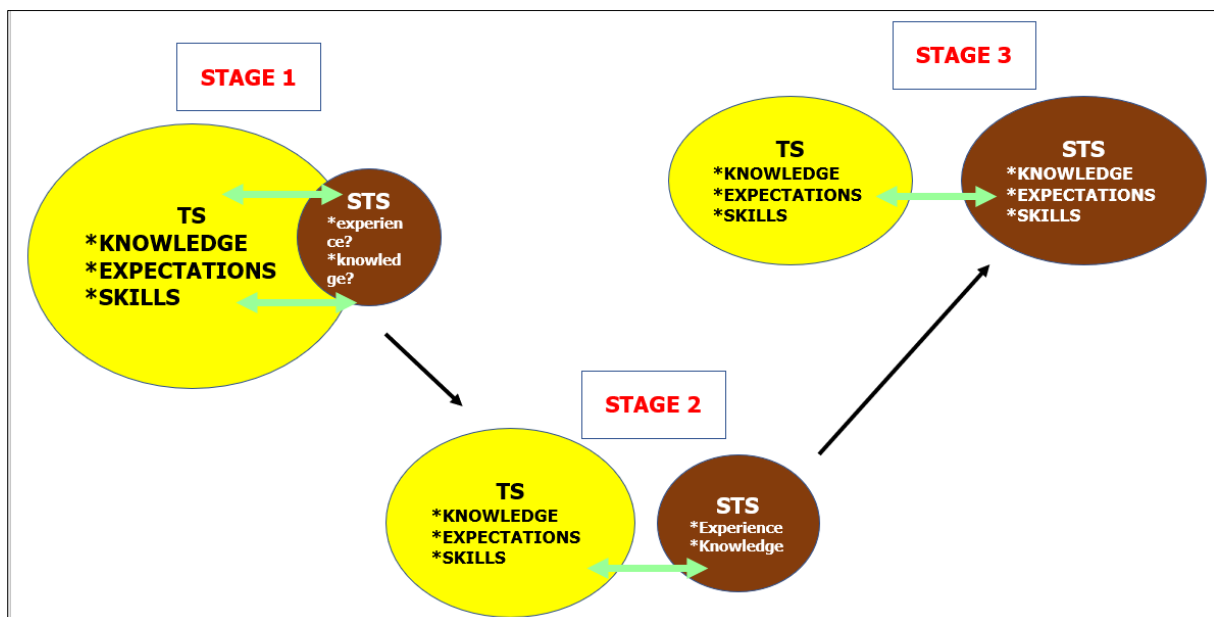 STAGE 1
TS
*KNOWLEDGE
*EXPECTATIONS
*SKILLS
STS
*experien
ce?
*knowled
ge?
STAGE 2
TS
*KNOWLEDGE
*EXPECTATIONS
*SKILLS
STS
*Experience
*Knowledge
STAGE 3
TS
*KNOWLEDGE
*EXPECTATIONS
*SKILLS
STS
*KNOWLEDGE
*EXPECTATIONS
*SKILLS